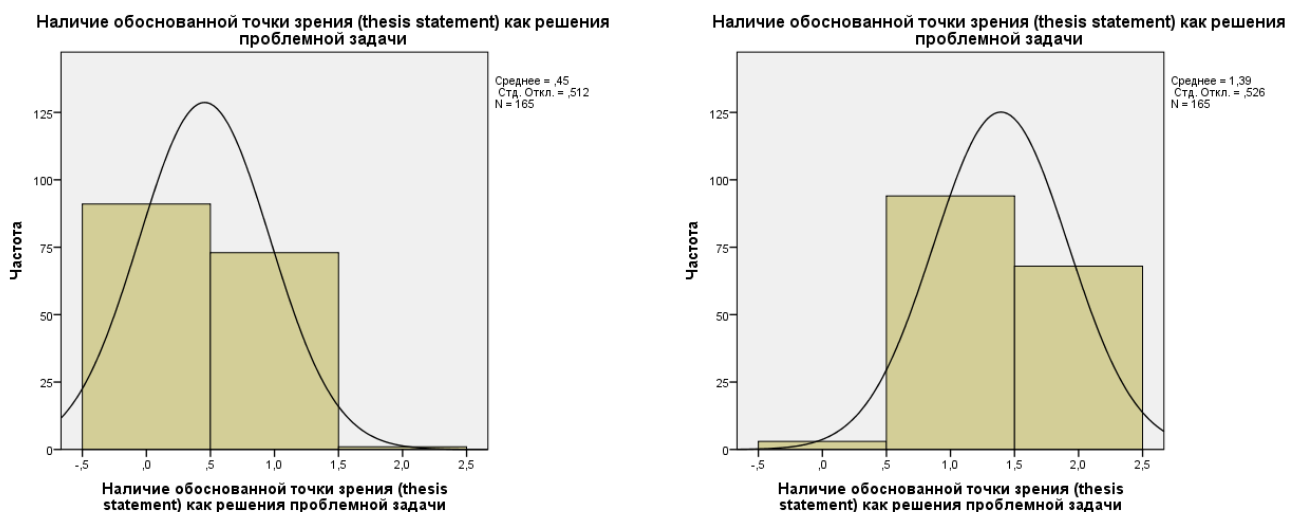 Наличие обоснованной точки зрения (thesis statement) как решения
проблемной задачи
Среднее = ,45
Стд. Откл. = ,512
N = 165
Частота
125
100
75
50
25
0
-,5
,0
,5
1,0
1,5
2,0
2,5
Наличие обоснованной точки зрения (thesis
statement) как решения проблемной задачи
Наличие обоснованной точки зрения (thesis statement) как решения
проблемной задачи
Среднее = 1,39
Стд. Откл. = ,526
N = 165
Частота
125
100
75
50
25
0
-,5
,0
,5
1,0
1,5
2,0
2,5
Наличие обоснованной точки зрения (thesis
statement) как решения проблемной задачи